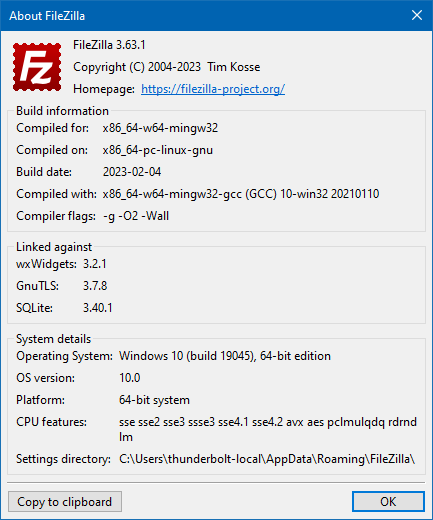 About FileZilla
Fz
FileZilla 3.63.1
Copyright (C) 2004-2023 Tim Kosse
Homepage: https://filezilla-project.org/
Build information
Compiled for: x86_64-w64-mingw32
Compiled on: x86_64-pc-linux-gnu
Build date: 2023-02-04
Compiled with: x86_64-w64-mingw32-gcc (GCC) 10-win32 20210110
Compiler flags: -g -O2 -Wall
Linked against
wxWidgets: 3.2.1
GnuTLS: 3.7.8
SQLite: 3.40.1
System details
Operating System: Windows 10 (build 19045), 64-bit edition
OS version: 10.0
Platform: 64-bit system
CPU features: sse sse2 sse3 ssse3 sse4.1 sse4.2 avx aes pclmulqdq rdrnd
lm
Settings directory: C:\Users\thunderbolt-local\AppData\Roaming\FileZilla\
Copy to clipboard
OK